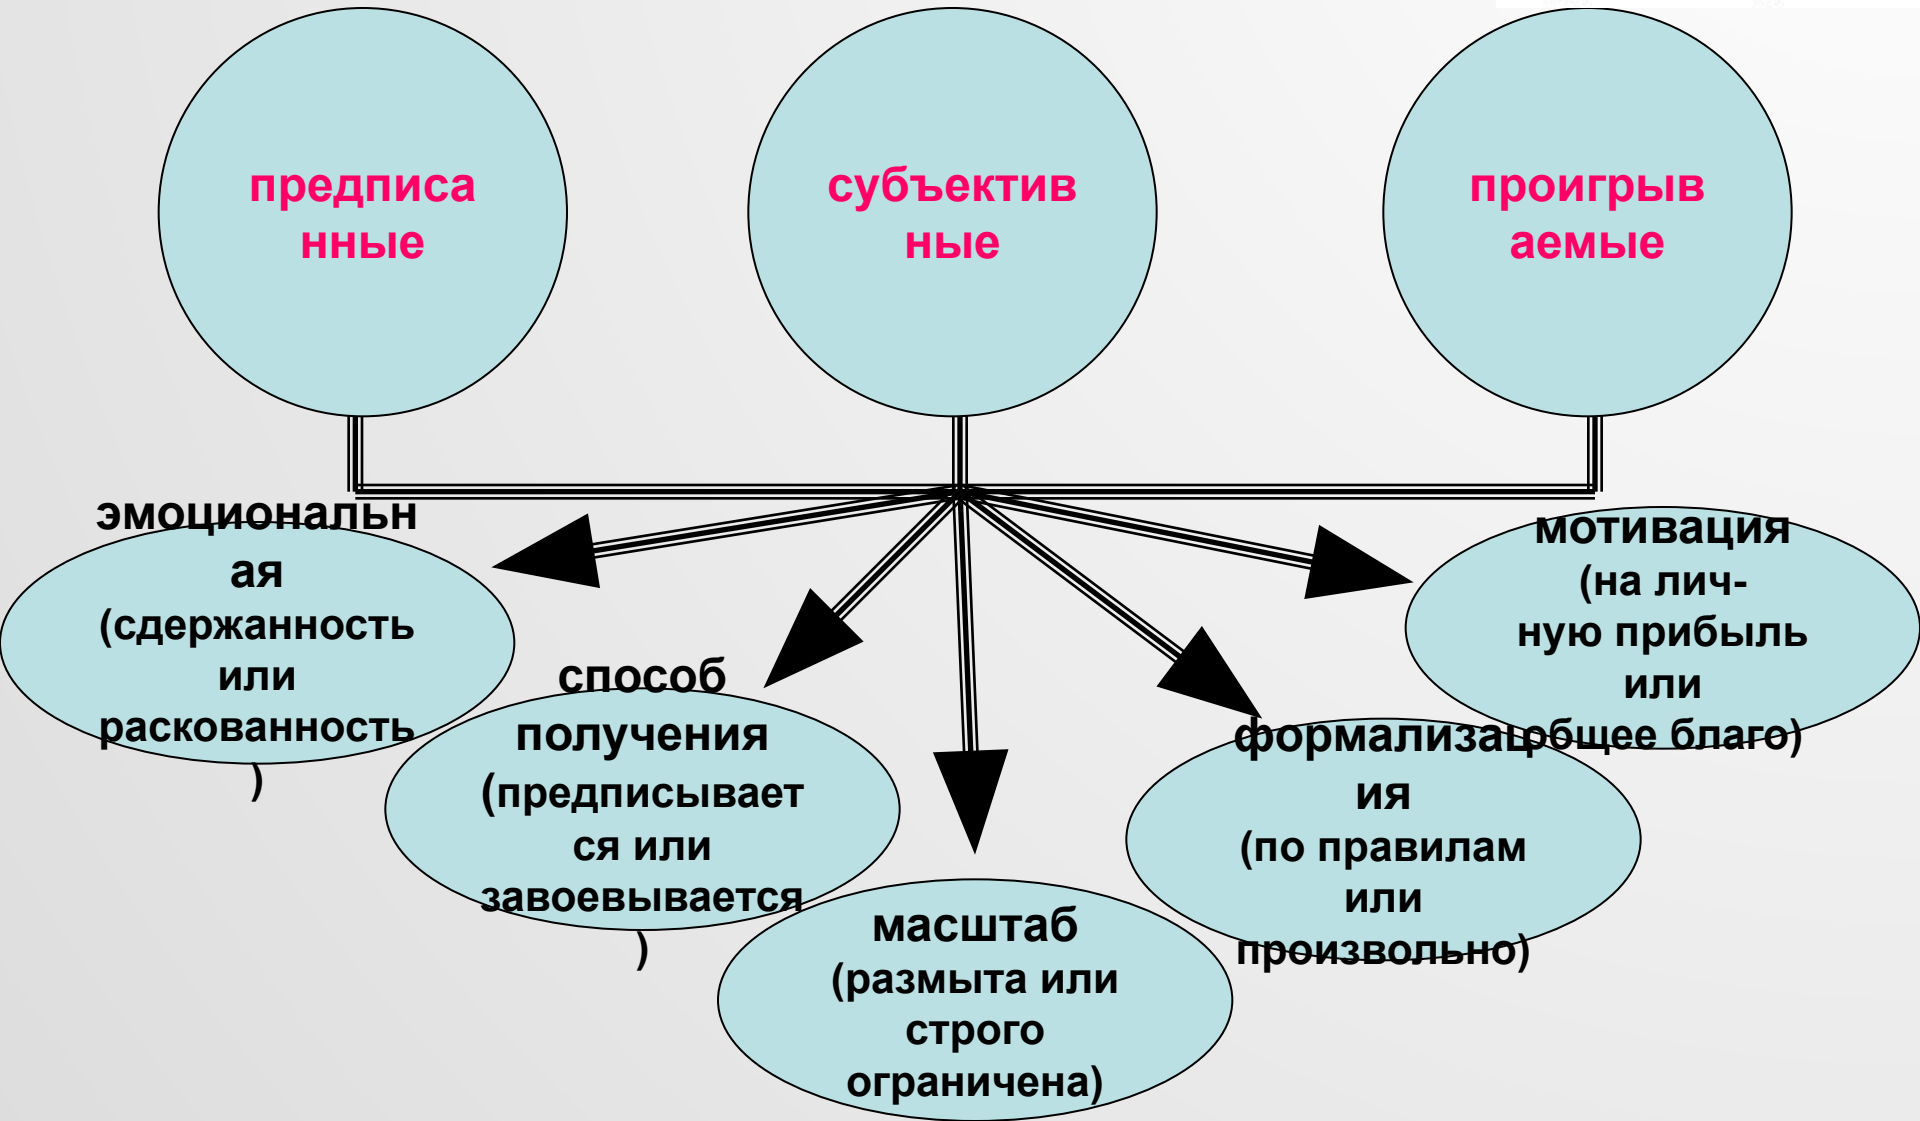 предписа
нные
субъектив
ные
проигрыв
аемые
эмоциональн
ая
(сдержанность
или
раскованность
)
способ
получения
(предписывает
ся или
завоевывается
)
масштаб
(размыта или
строго
ограничена)
формализац
ия
(по правилам
или
произвольно)
мотивация
(на лич-
ную прибыль
или
общее благо)